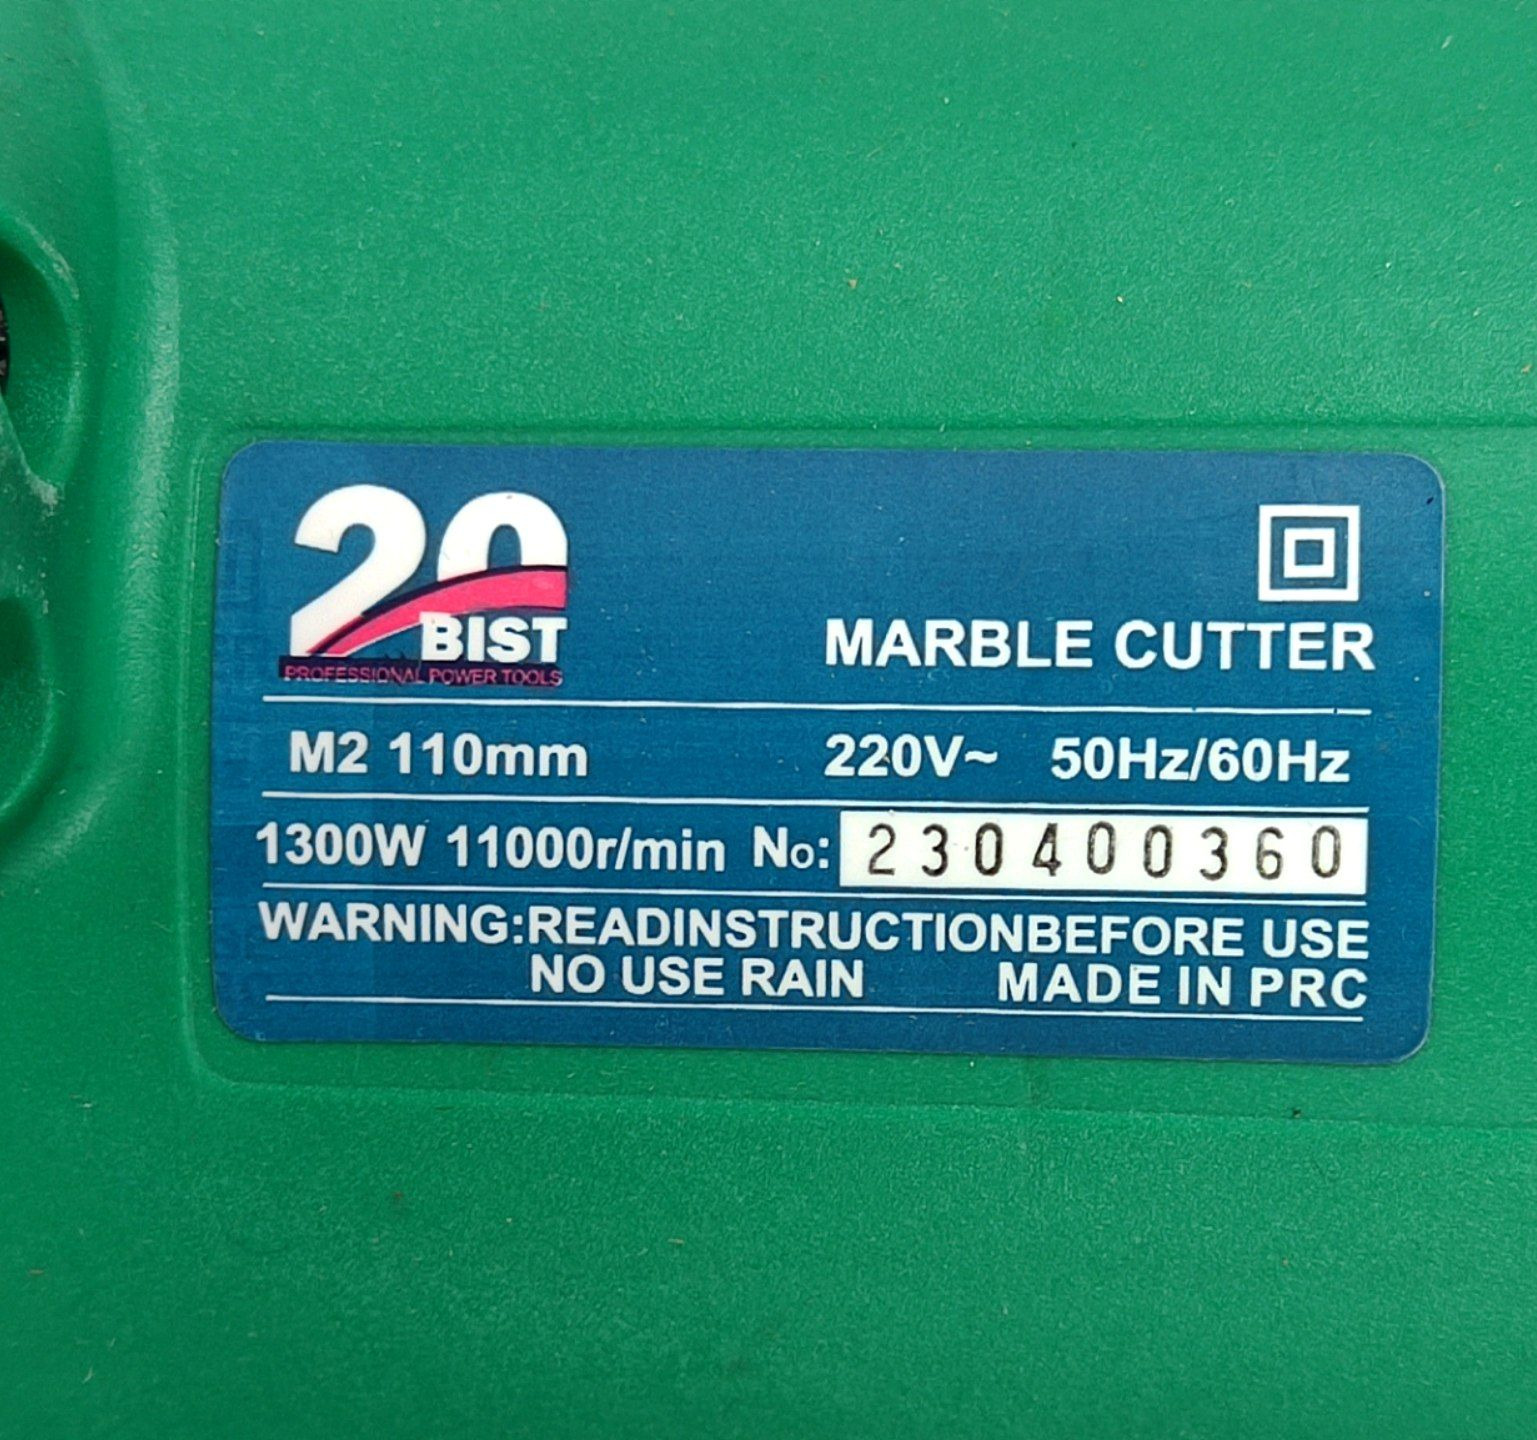 20
BIST
PROFESSIONAL POWER TOOLS
MARBLE CUTTER
M2 110mm 220V~ 50Hz/60Hz
1300W 11000r/min No: 230400360
WARNING:READINSTRUCTIONBEFORE USE
NO USE RAIN MADE IN PRC